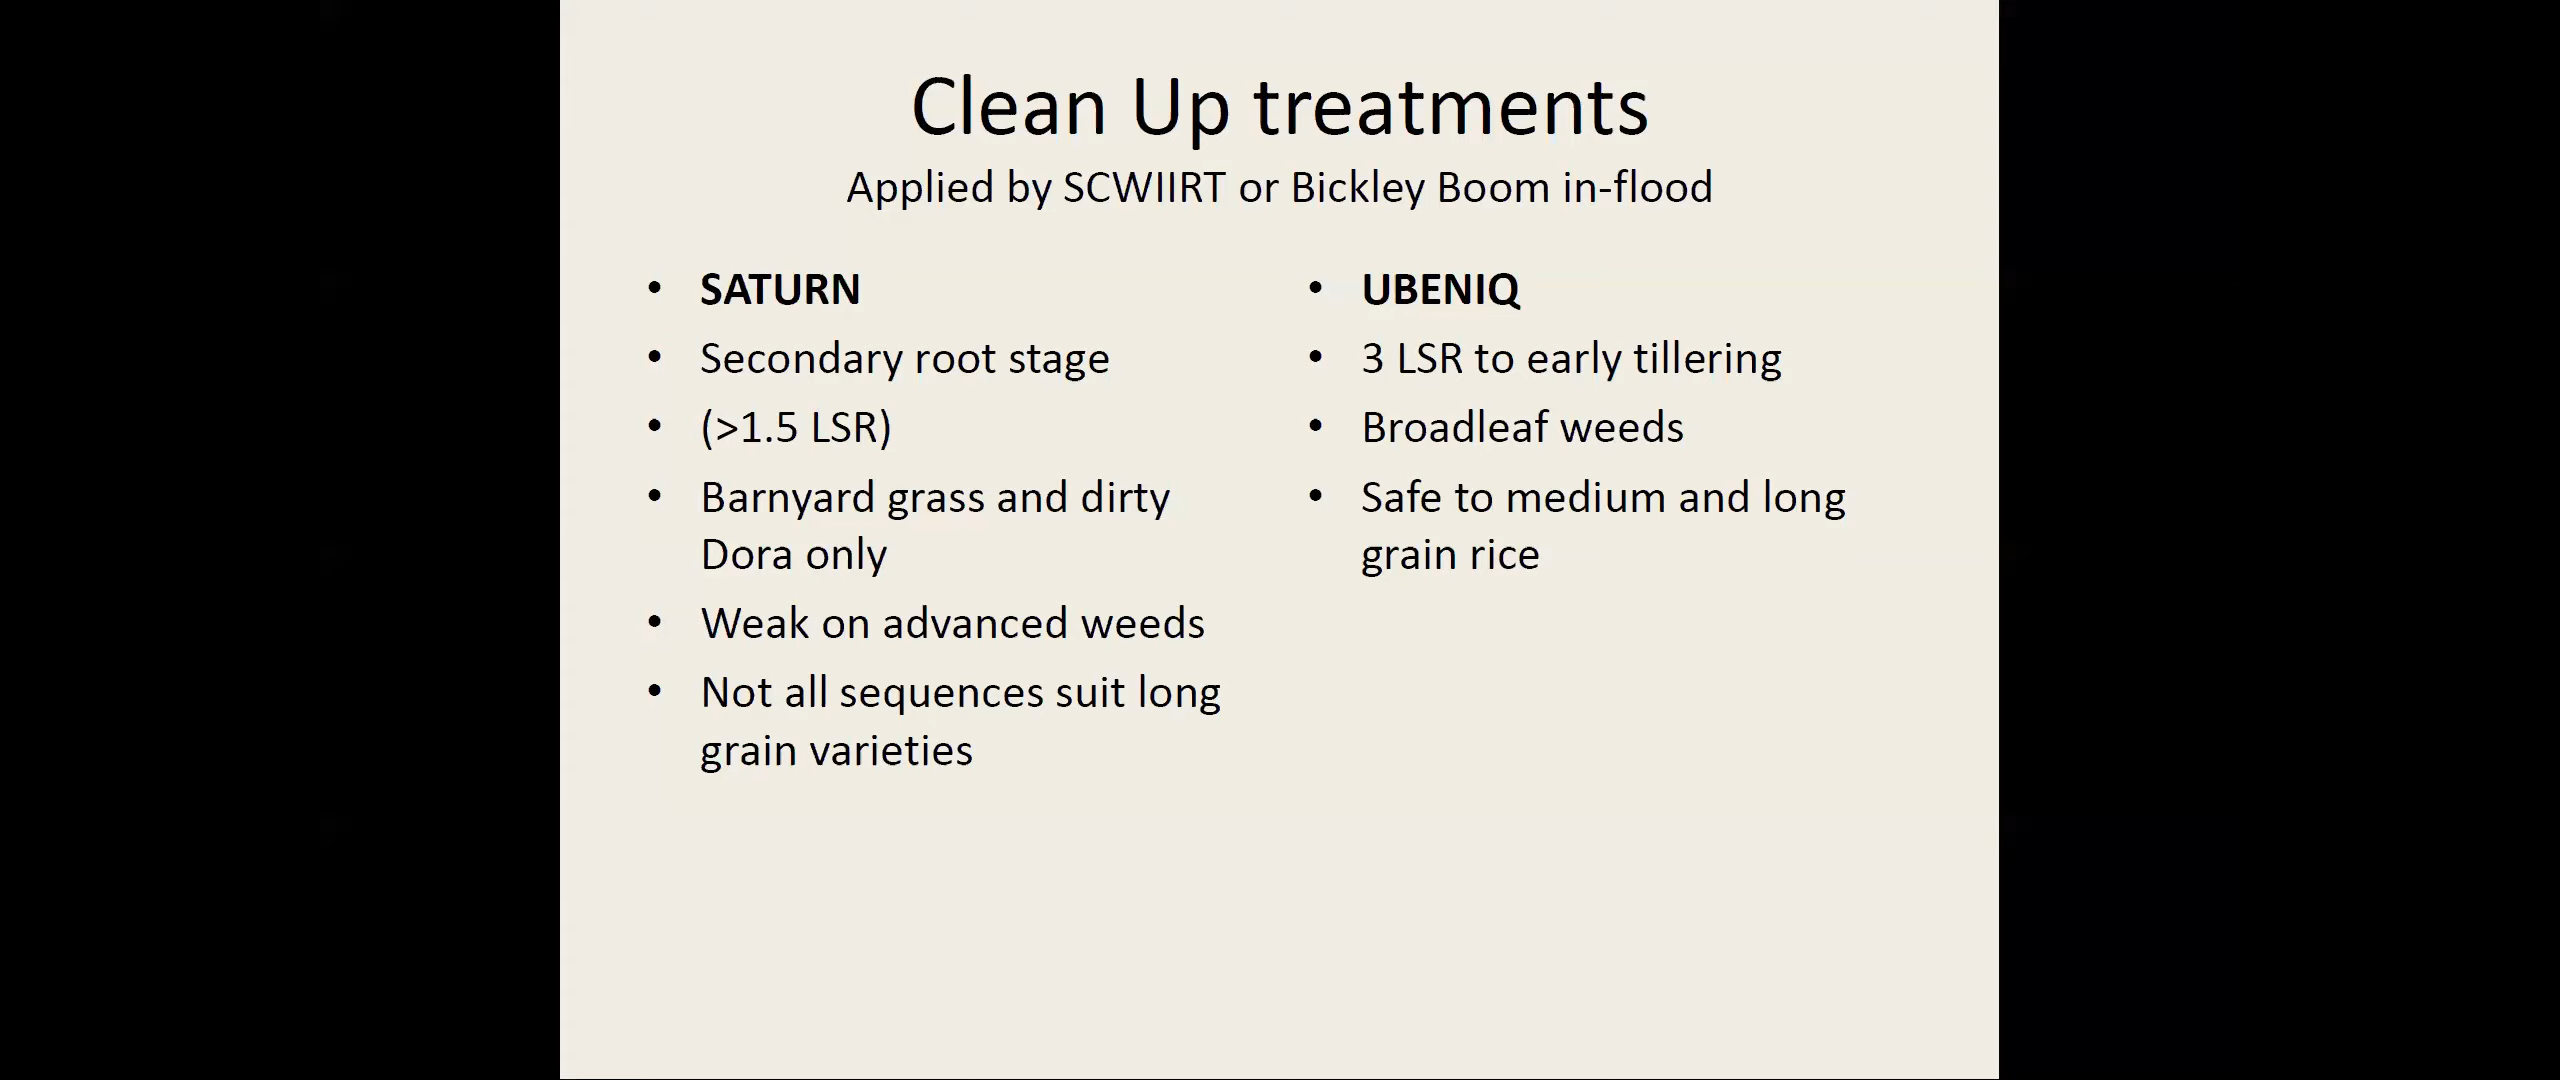 Clean Up treatments
Applied by SCWIIRT or Bickley Boom in-flood
• SATURN
• Secondary root stage
• (>1.5 LSR)
• Barnyard grass and dirty
Dora only
• Weak on advanced weeds
• Not all sequences suit long
grain varieties
• UBENIQ
• 3 LSR to early tillering
• Broadleaf weeds
• Safe to medium and long
grain rice